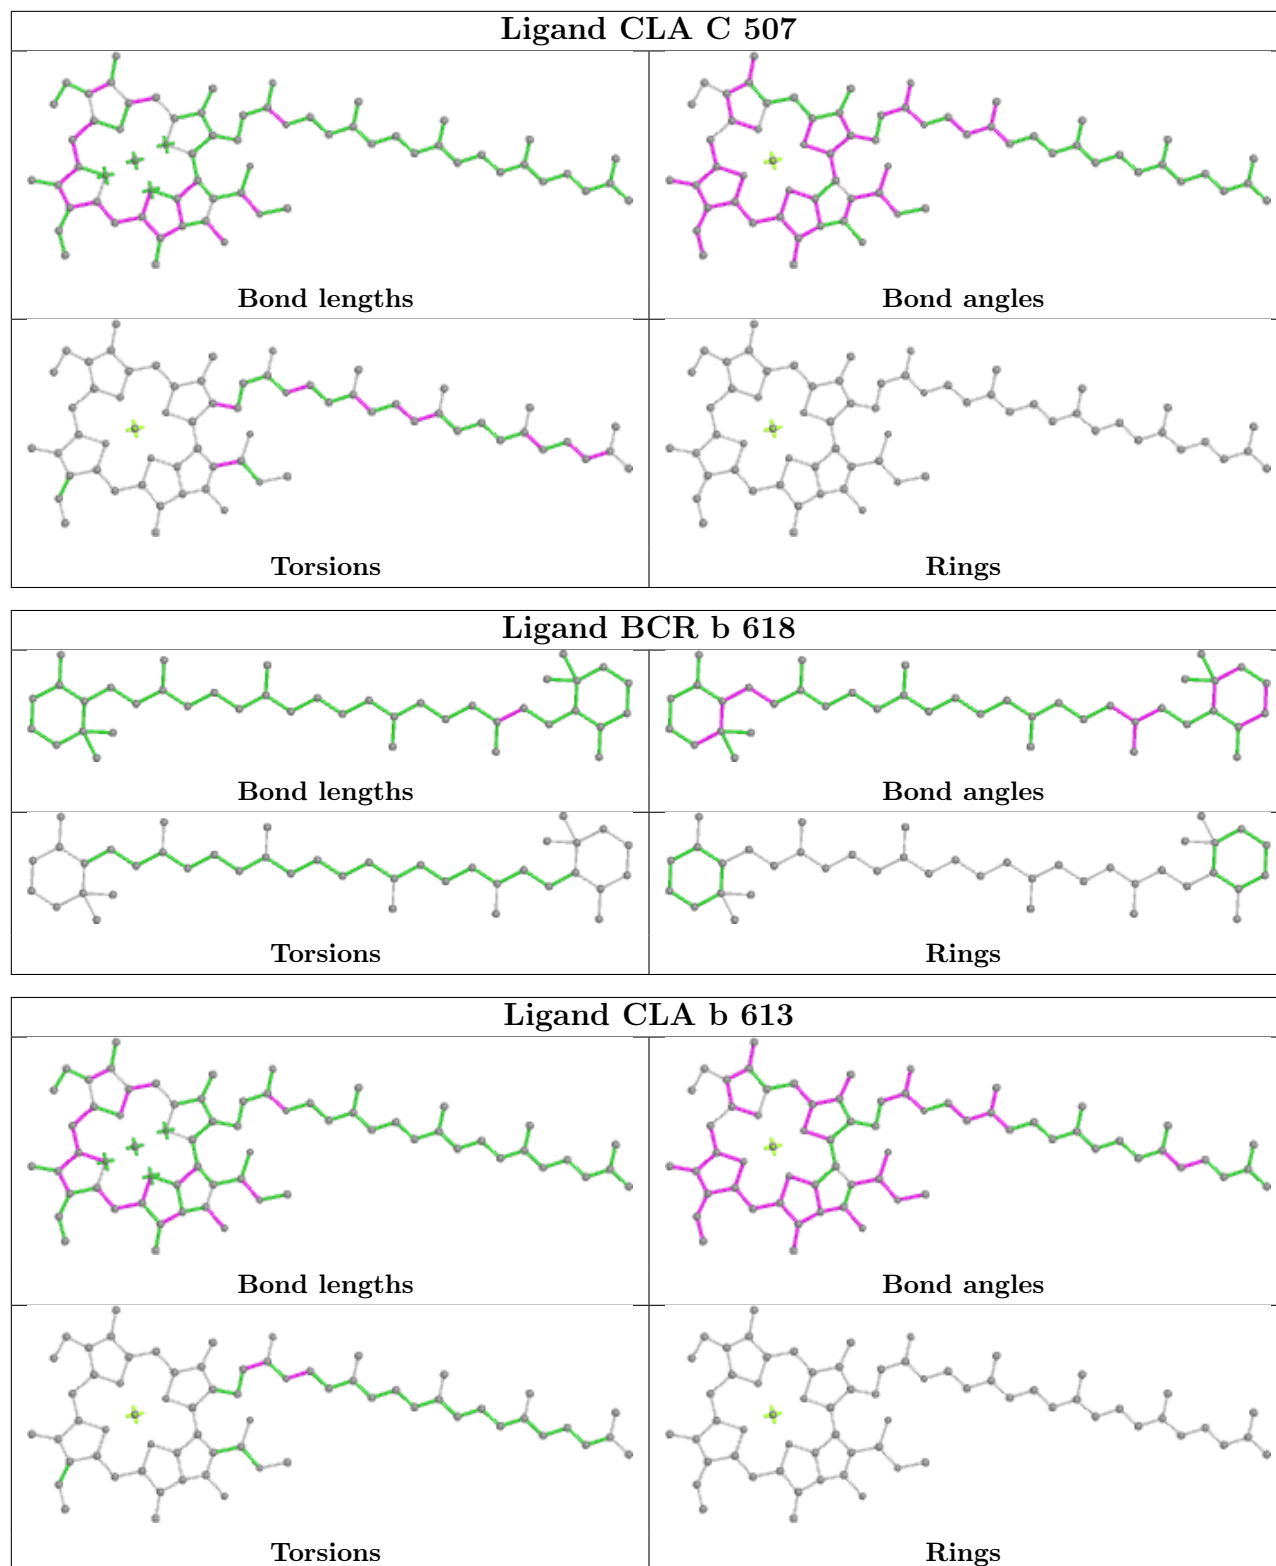 Ligand CLA C 507
Bond lengths
Bond angles
Torsions
Rings
Ligand BCR b 618
Bond lengths
Bond angles
Torsions
Rings
Ligand CLA b 613
Bond lengths
Bond angles
Torsions
Rings